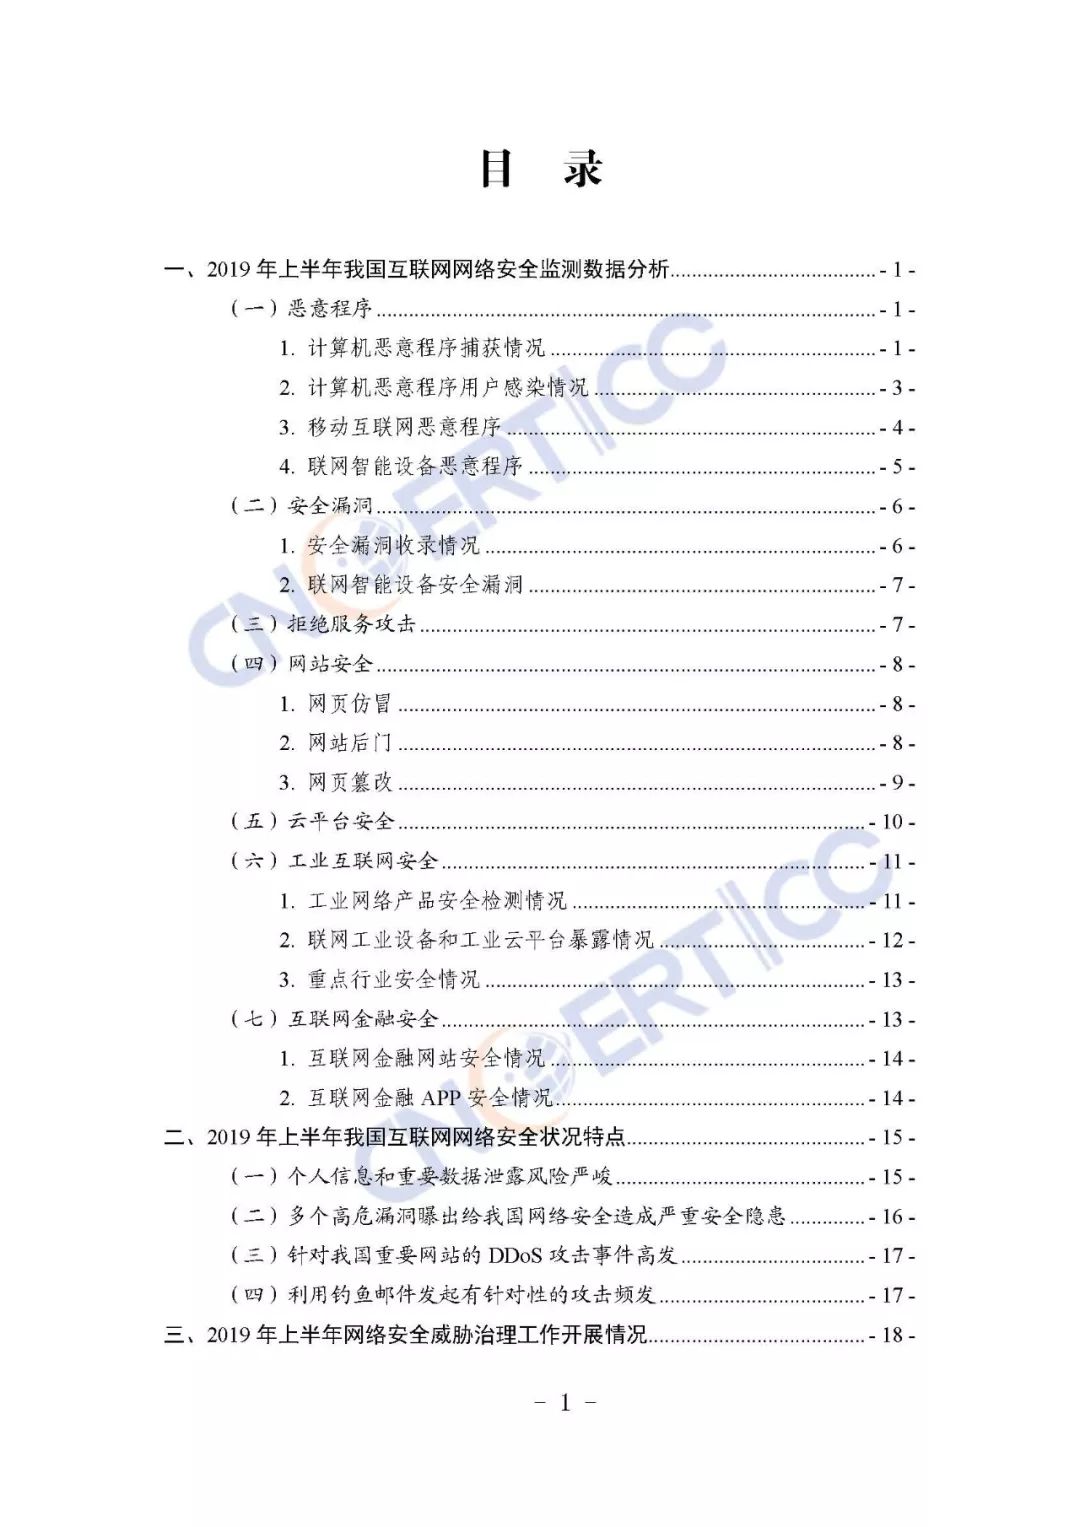 目 录
一、2019 年上半年我国互联网网络安全监测数据分析 - 1 -
（一）恶意程序 - 1 -
1. 计算机恶意程序捕获情况 - 1 -
2. 计算机恶意程序用户感染情况 - 3 -
3. 移动互联网恶意程序 - 4 -
4. 联网智能设备恶意程序 - 5 -
（二）安全漏洞 - 6 -
1. 安全漏洞收录情况 - 6 -
2. 联网智能设备安全漏洞 - 7 -
（三）拒绝服务攻击 - 7 -
（四）网站安全 - 8 -
1. 网页仿冒 - 8 -
2. 网站后门 - 8 -
3. 网页篡改 - 9 -
（五）云平台安全 - 10 -
（六）工业互联网安全 - 11 -
1. 工业网络产品安全检测情况 - 11 -
2. 联网工业设备和工业云平台暴露情况 - 12 -
3. 重点行业安全情况 - 13 -
（七）互联网金融安全 - 13 -
1. 互联网金融网站安全情况 - 14 -
2. 互联网金融 APP 安全情况 - 14 -
二、2019 年上半年我国互联网网络安全状况特点 - 15 -
（一）个人信息和重要数据泄露风险严峻 - 15 -
（二）多个高危漏洞曝出给我国网络安全造成严重安全隐患 - 16 -
（三）针对我国重要网站的 DDoS 攻击事件高发 - 17 -
（四）利用钓鱼邮件发起有针对性的攻击频发 - 17 -
三、2019 年上半年网络安全威胁治理工作开展情况 - 18 -
- 1 -
CNCERT/CC
CNCERT/CC